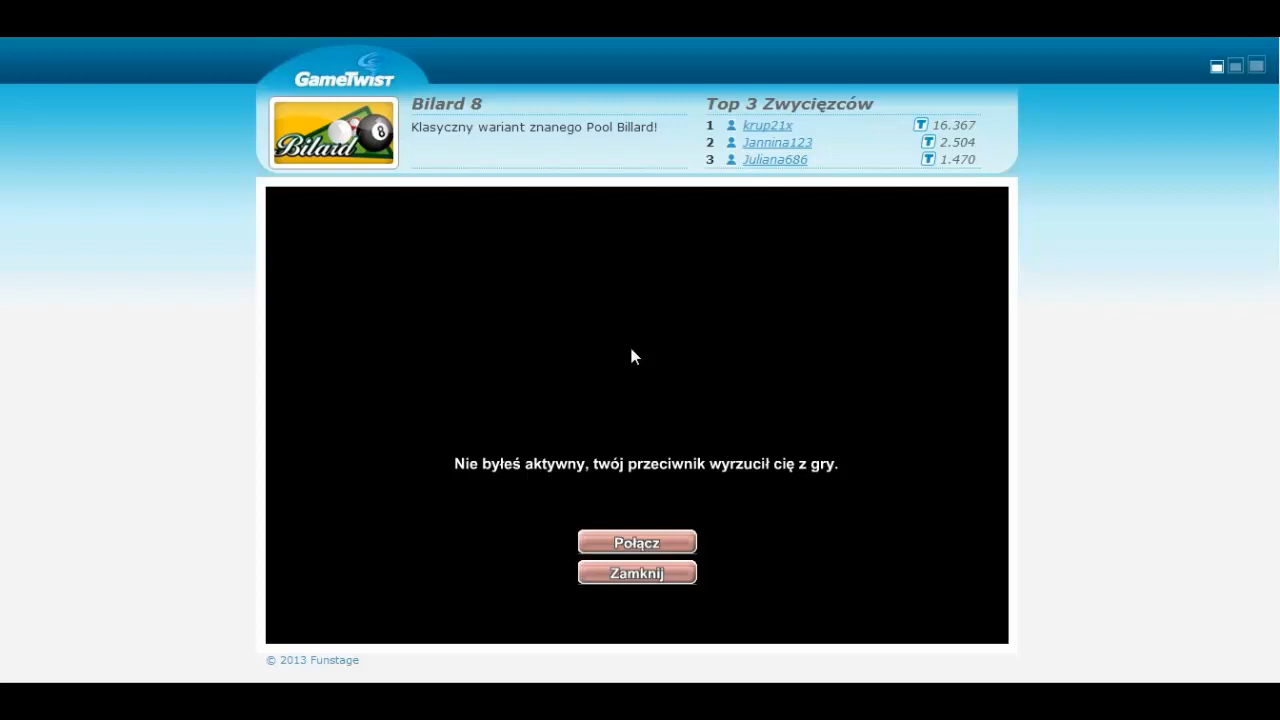 GameTwist
Bilard
Bilard 8
Klasyczny wariant znanego Pool Billard!
Top 3 Zwycięzców
1 krup21x T 16.367
2 Jannina123 T 2.504
3 Juliana686 T 1.470
Nie byłeś aktywny, twój przeciwnik wyrzucił cię z gry.
Połącz
Zamknij
© 2013 Funstage